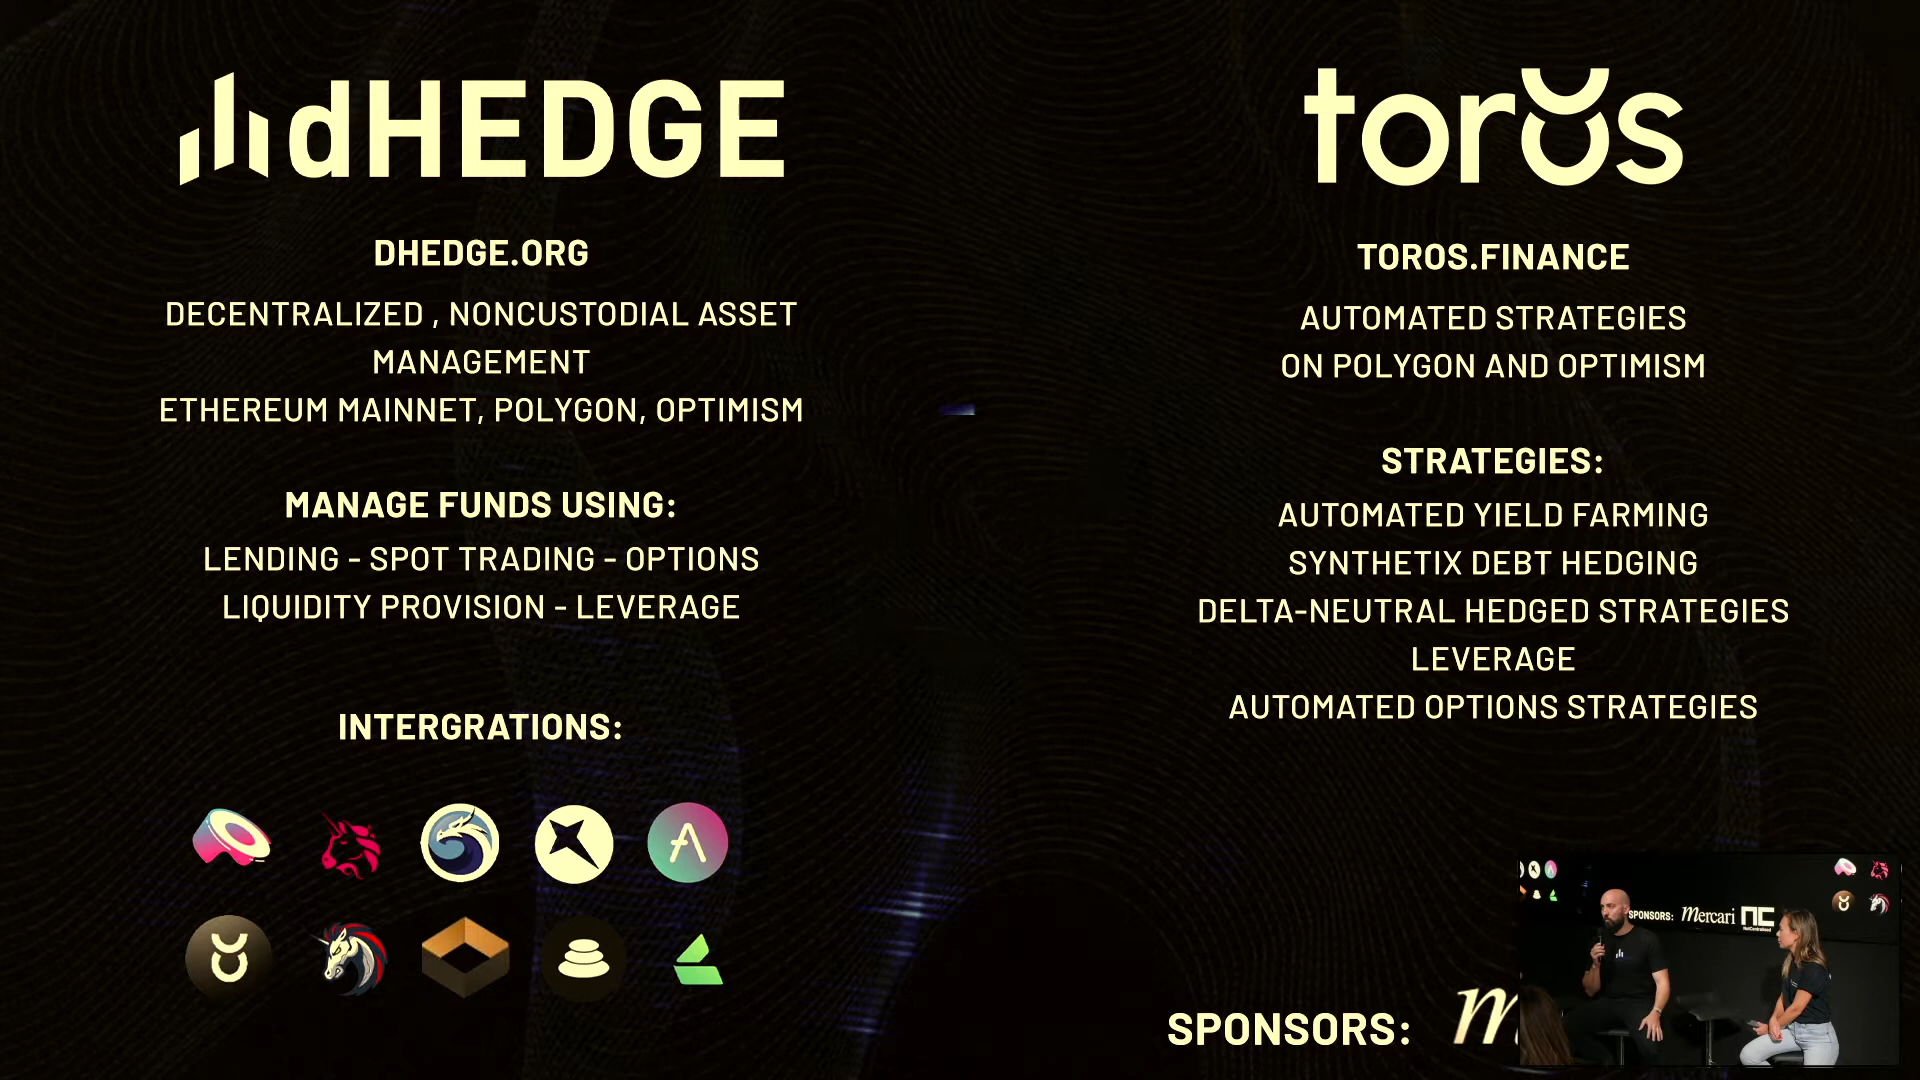 dHEDGE
DHEDGE.ORG
DECENTRALIZED , NONCUSTODIAL ASSET
MANAGEMENT
ETHEREUM MAINNET, POLYGON, OPTIMISM
MANAGE FUNDS USING:
LENDING - SPOT TRADING - OPTIONS
LIQUIDITY PROVISION - LEVERAGE
INTERGRATIONS:
toros
TOROS.FINANCE
AUTOMATED STRATEGIES
ON POLYGON AND OPTIMISM
STRATEGIES:
AUTOMATED YIELD FARMING
SYNTHETIX DEBT HEDGING
DELTA-NEUTRAL HEDGED STRATEGIES
LEVERAGE
AUTOMATED OPTIONS STRATEGIES
SPONSORS: m
SPONSORS: Mercari NC
NotCentralised